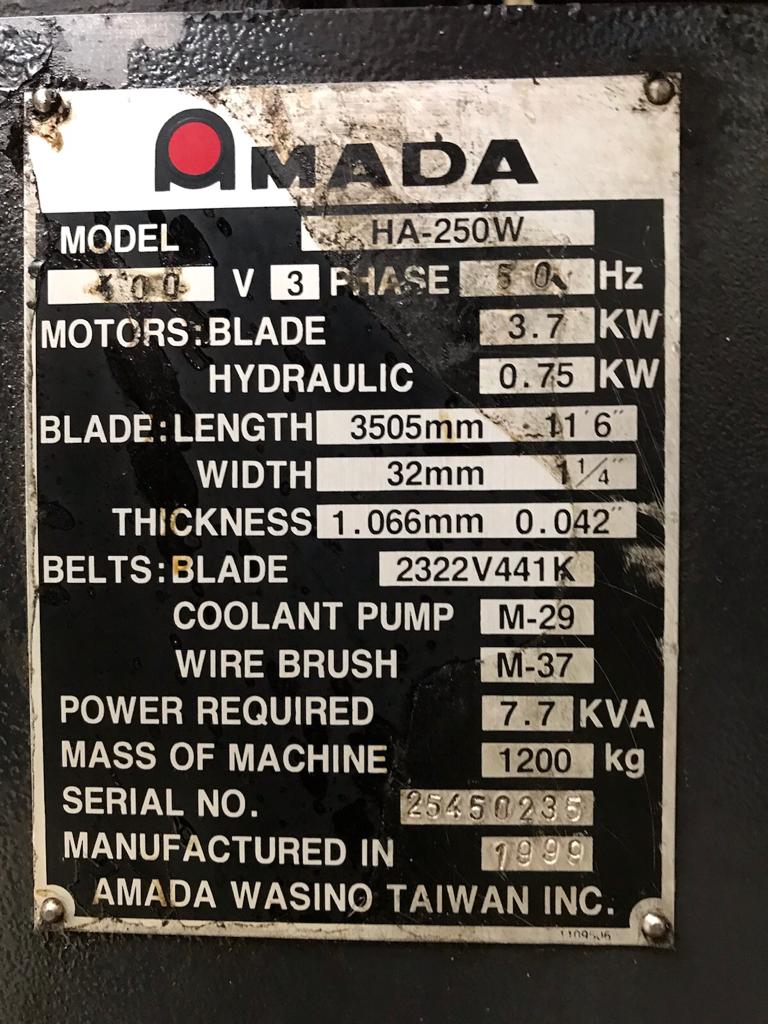 AMADA
MODEL HA-250W
400 V 3 PHASE 50 Hz
MOTORS:BLADE 3.7 KW
HYDRAULIC 0.75 KW
BLADE:LENGTH 3505mm 11'6"
WIDTH 32mm 1 1/4"
THICKNESS 1.066mm 0.042"
BELTS:BLADE 2322V441K
COOLANT PUMP M-29
WIRE BRUSH M-37
POWER REQUIRED 7.7 KVA
MASS OF MACHINE 1200 kg
SERIAL NO. 25450235
MANUFACTURED IN 1999
AMADA WASINO TAIWAN INC.